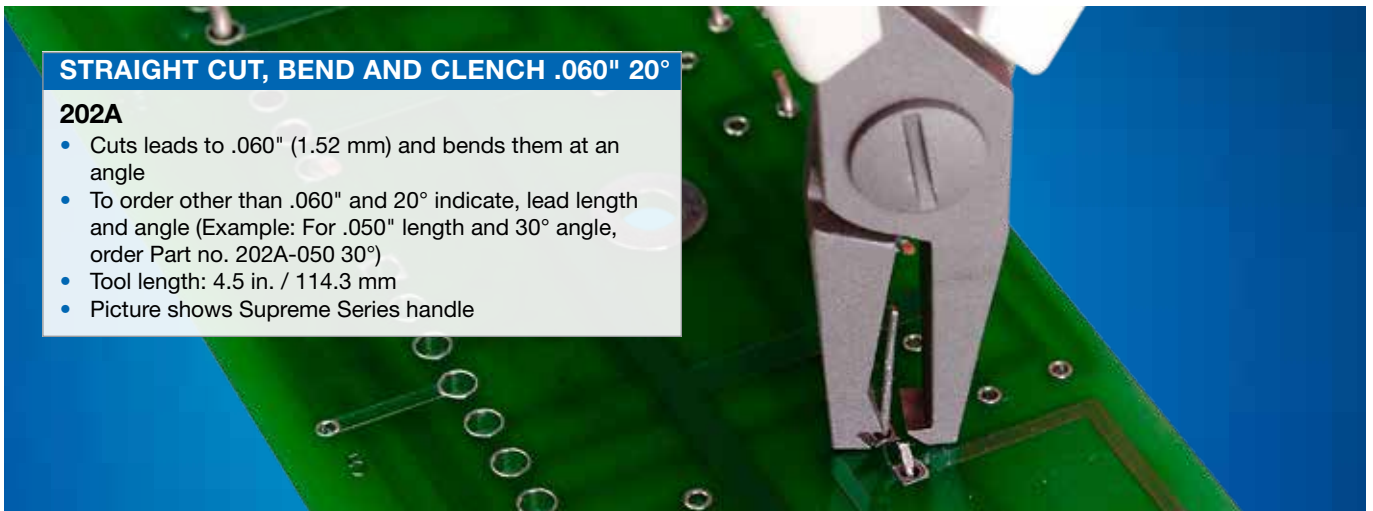 STRAIGHT CUT, BEND AND CLENCH .060" 20°
202A
• Cuts leads to .060" (1.52 mm) and bends them at an
angle
• To order other than .060" and 20° indicate, lead length
and angle (Example: For .050" length and 30° angle,
order Part no. 202A-050 30°)
• Tool length: 4.5 in. / 114.3 mm
• Picture shows Supreme Series handle